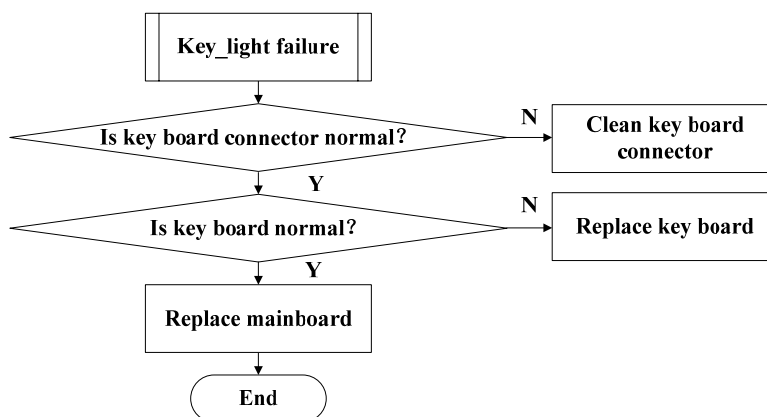 Key_light failure
Is key board connector normal？
N
Clean key board
connector
Y
Is key board normal？
N
Replace key board
Y
Replace mainboard
End